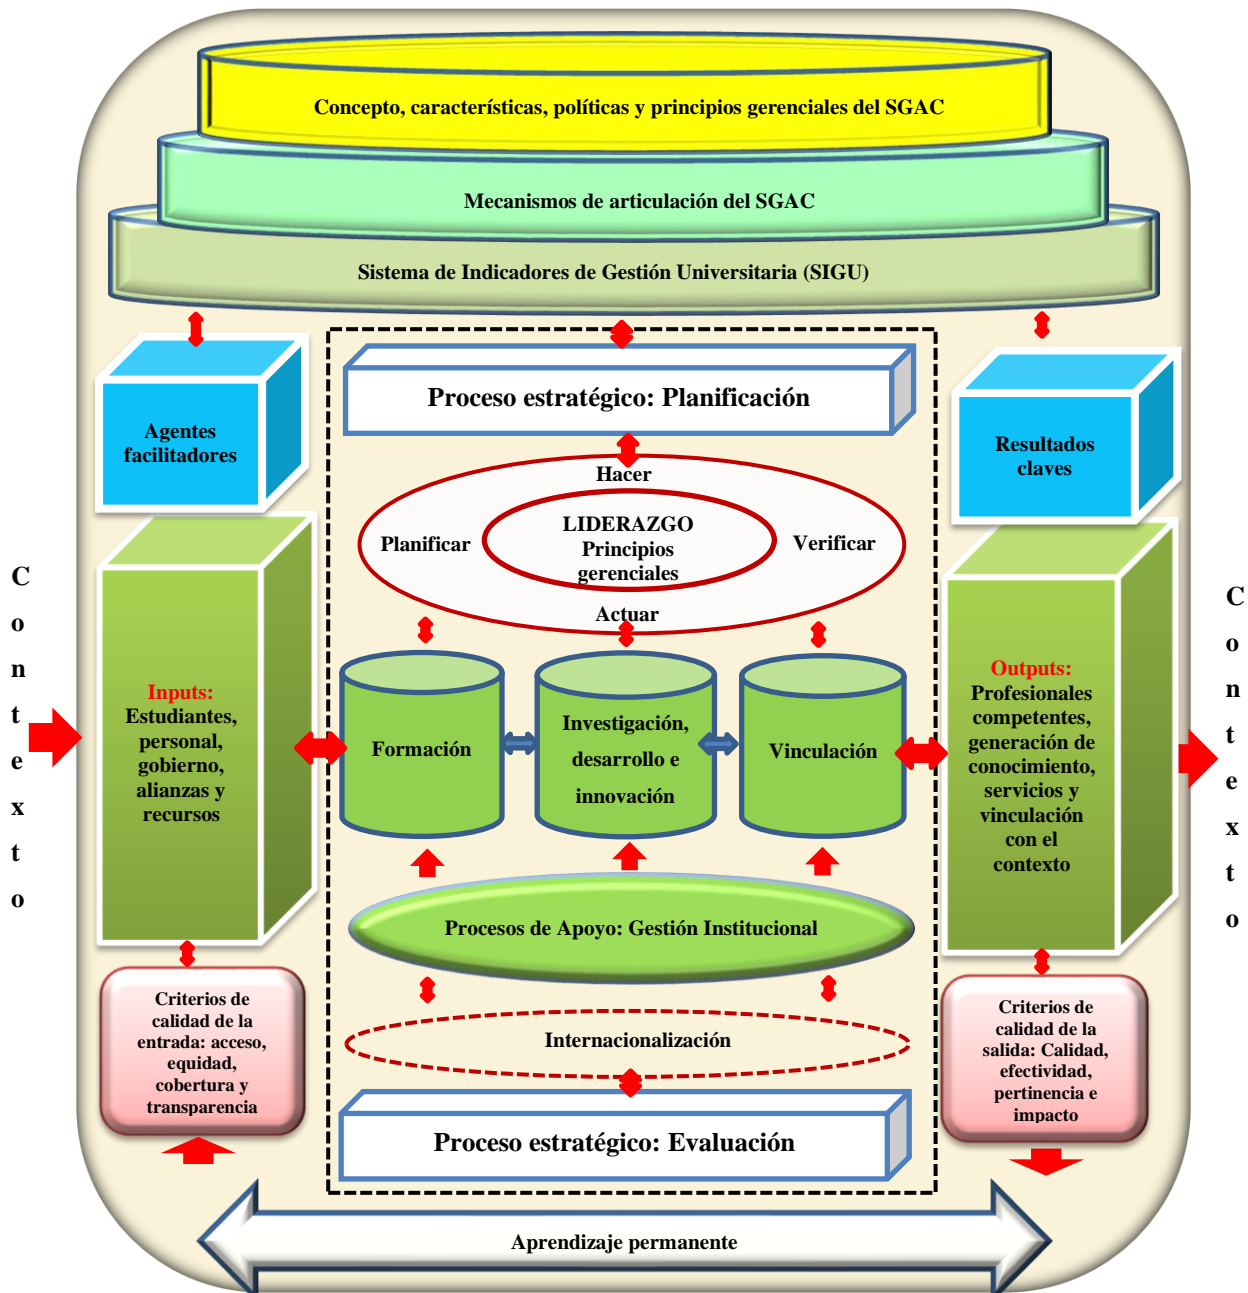 Concepto, características, políticas y principios gerenciales del SGAC
Mecanismos de articulación del SGAC
Sistema de Indicadores de Gestión Universitaria (SIGU)
Agentes
facilitadores
Proceso estratégico: Planificación
Resultados
claves
Hacer
Planificar
LIDERAZGO
Principios
gerenciales
Verificar
Actuar
Contexto
Inputs:
Estudiantes,
personal,
gobierno,
alianzas y
recursos
Formación
Investigación,
desarrollo e
innovación
Vinculación
Outputs:
Profesionales
competentes,
generación de
conocimiento,
servicios y
vinculación
con el
contexto
Contexto
Procesos de Apoyo: Gestión Institucional
Criterios de
calidad de la
entrada: acceso,
equidad,
cobertura y
transparencia
Internacionalización
Criterios de
calidad de la
salida: Calidad,
efectividad,
pertinencia e
impacto
Proceso estratégico: Evaluación
Aprendizaje permanente